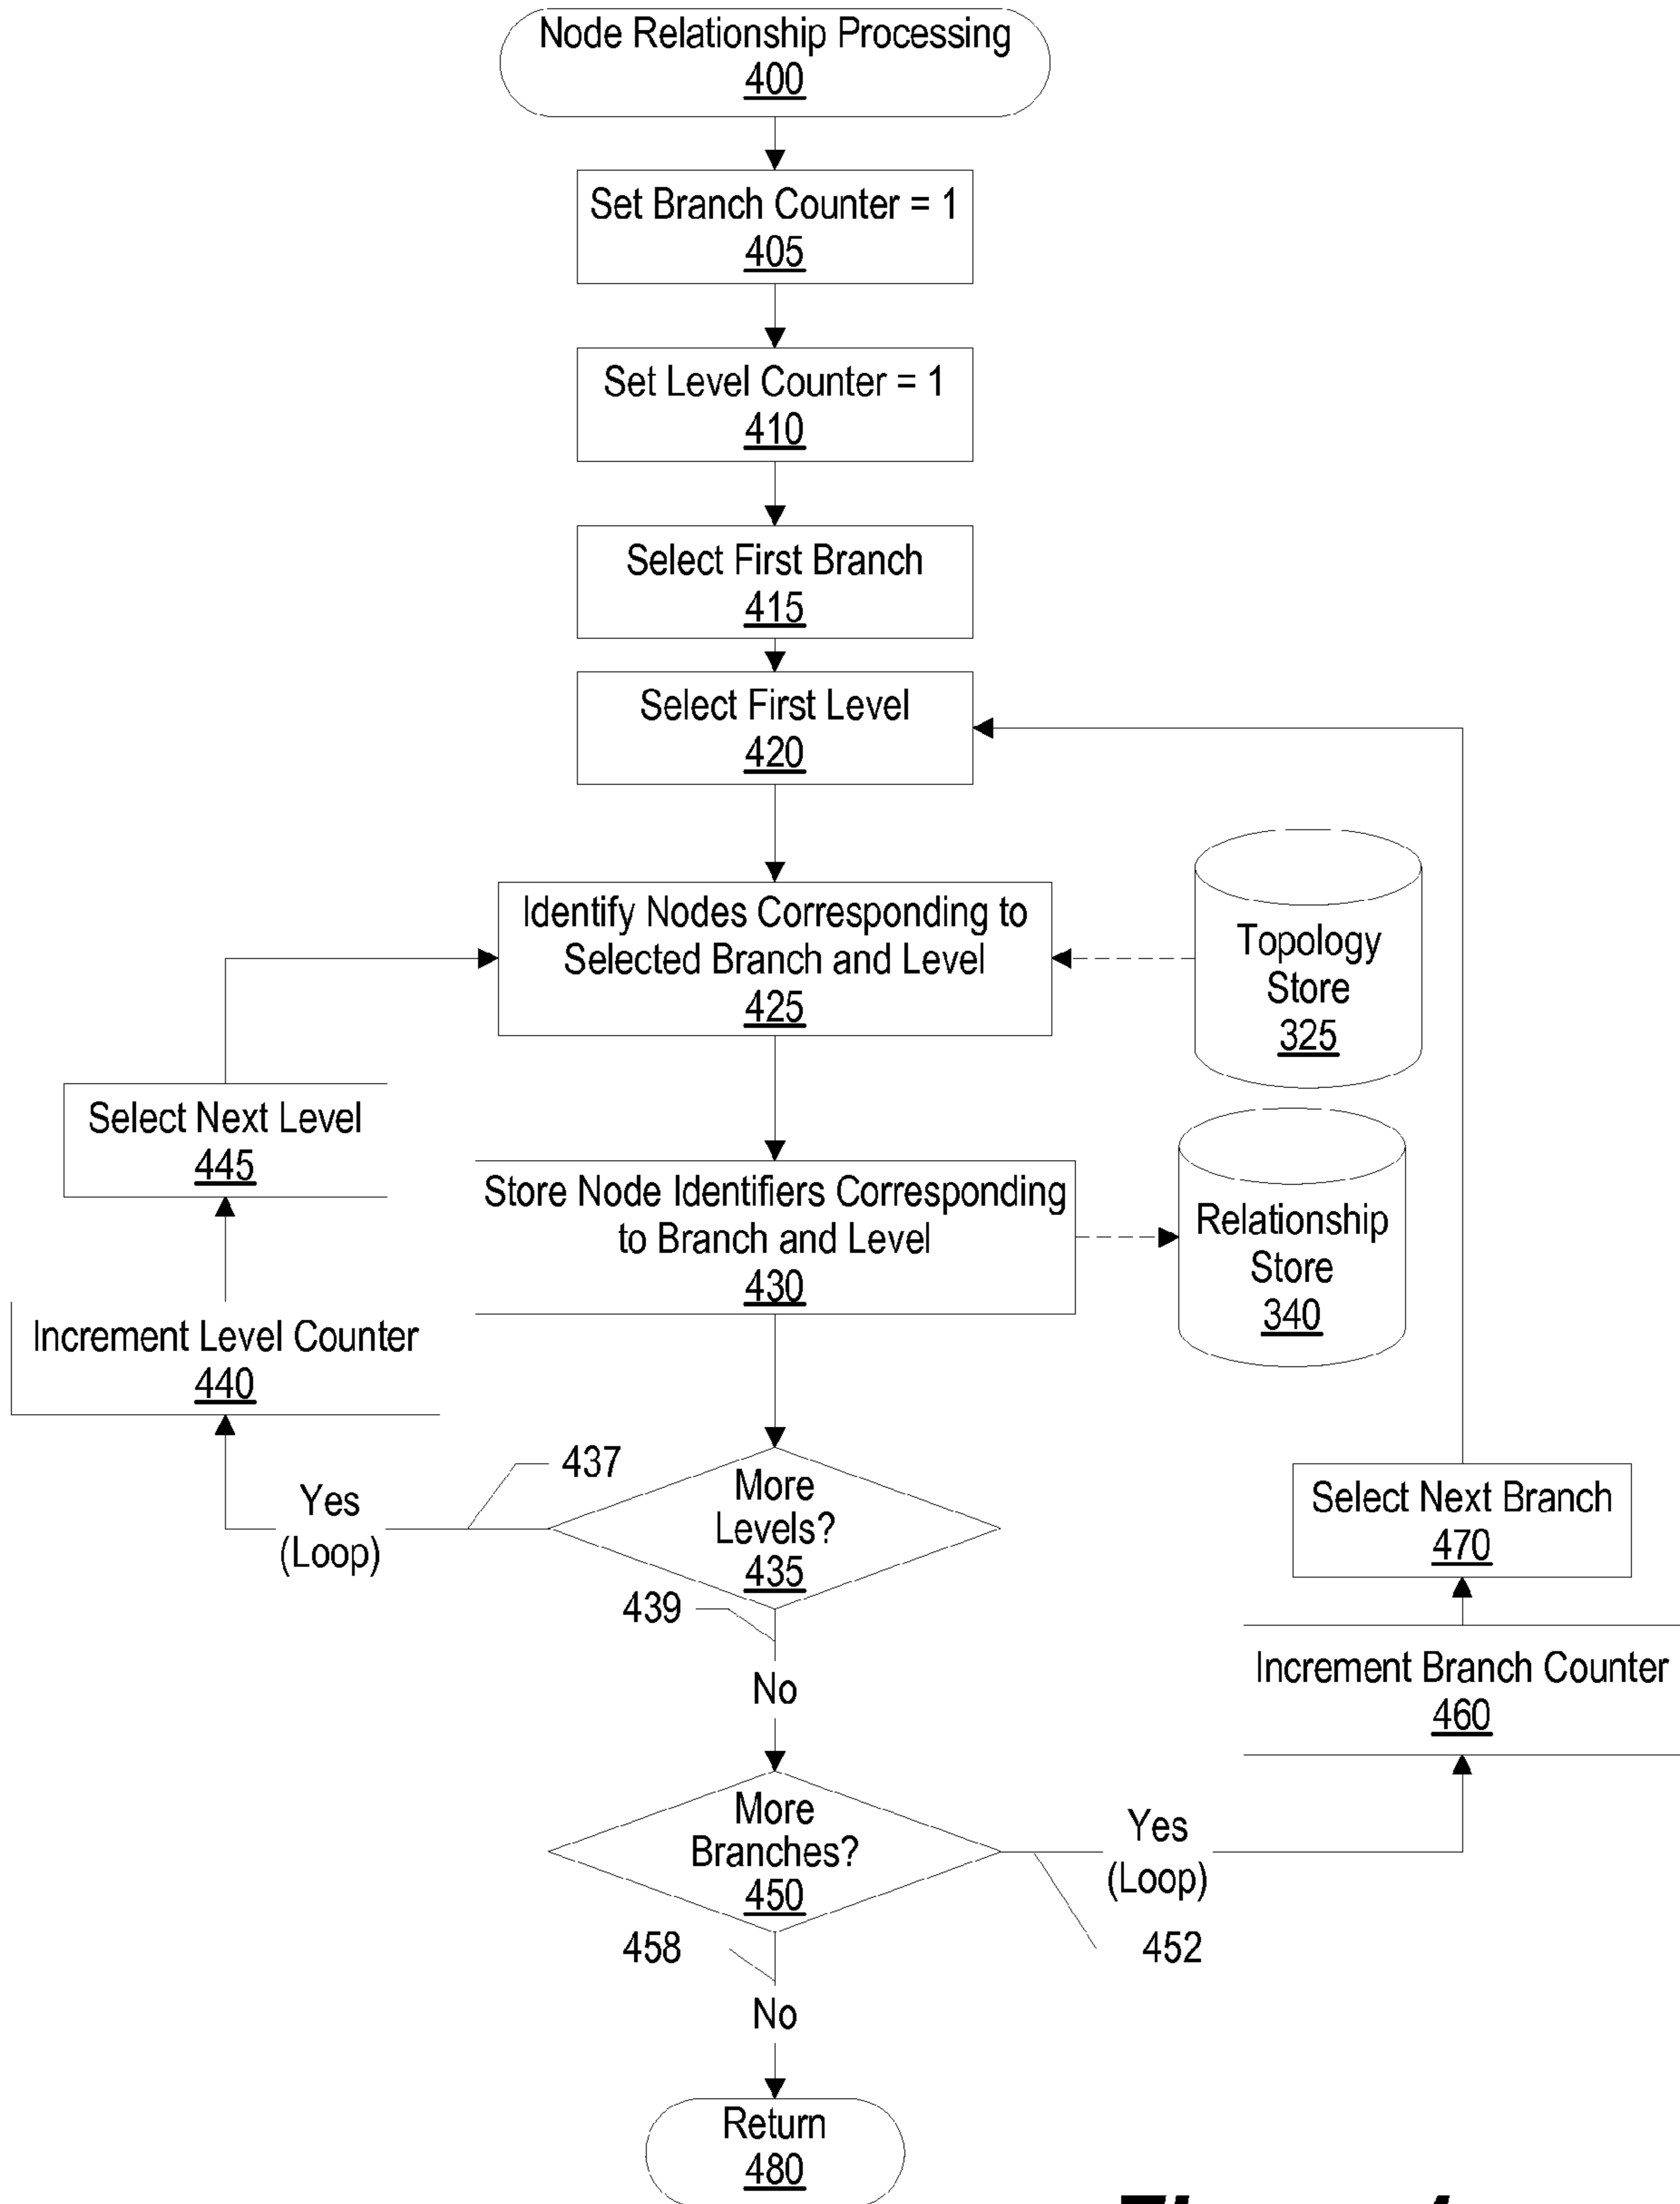 Node Relationship Processing
400
Set Branch Counter = 1
405
Set Level Counter = 1
410
Select First Branch
415
Select First Level
420
Identify Nodes Corresponding to
Selected Branch and Level
425
Topology
Store
325
Select Next Level
445
Store Node Identifiers Corresponding
to Branch and Level
430
Relationship
Store
340
Increment Level Counter
440
437
Yes
(Loop)
More
Levels?
435
Select Next Branch
470
439
No
Increment Branch Counter
460
More
Branches?
450
Yes
(Loop)
458
452
No
Return
480